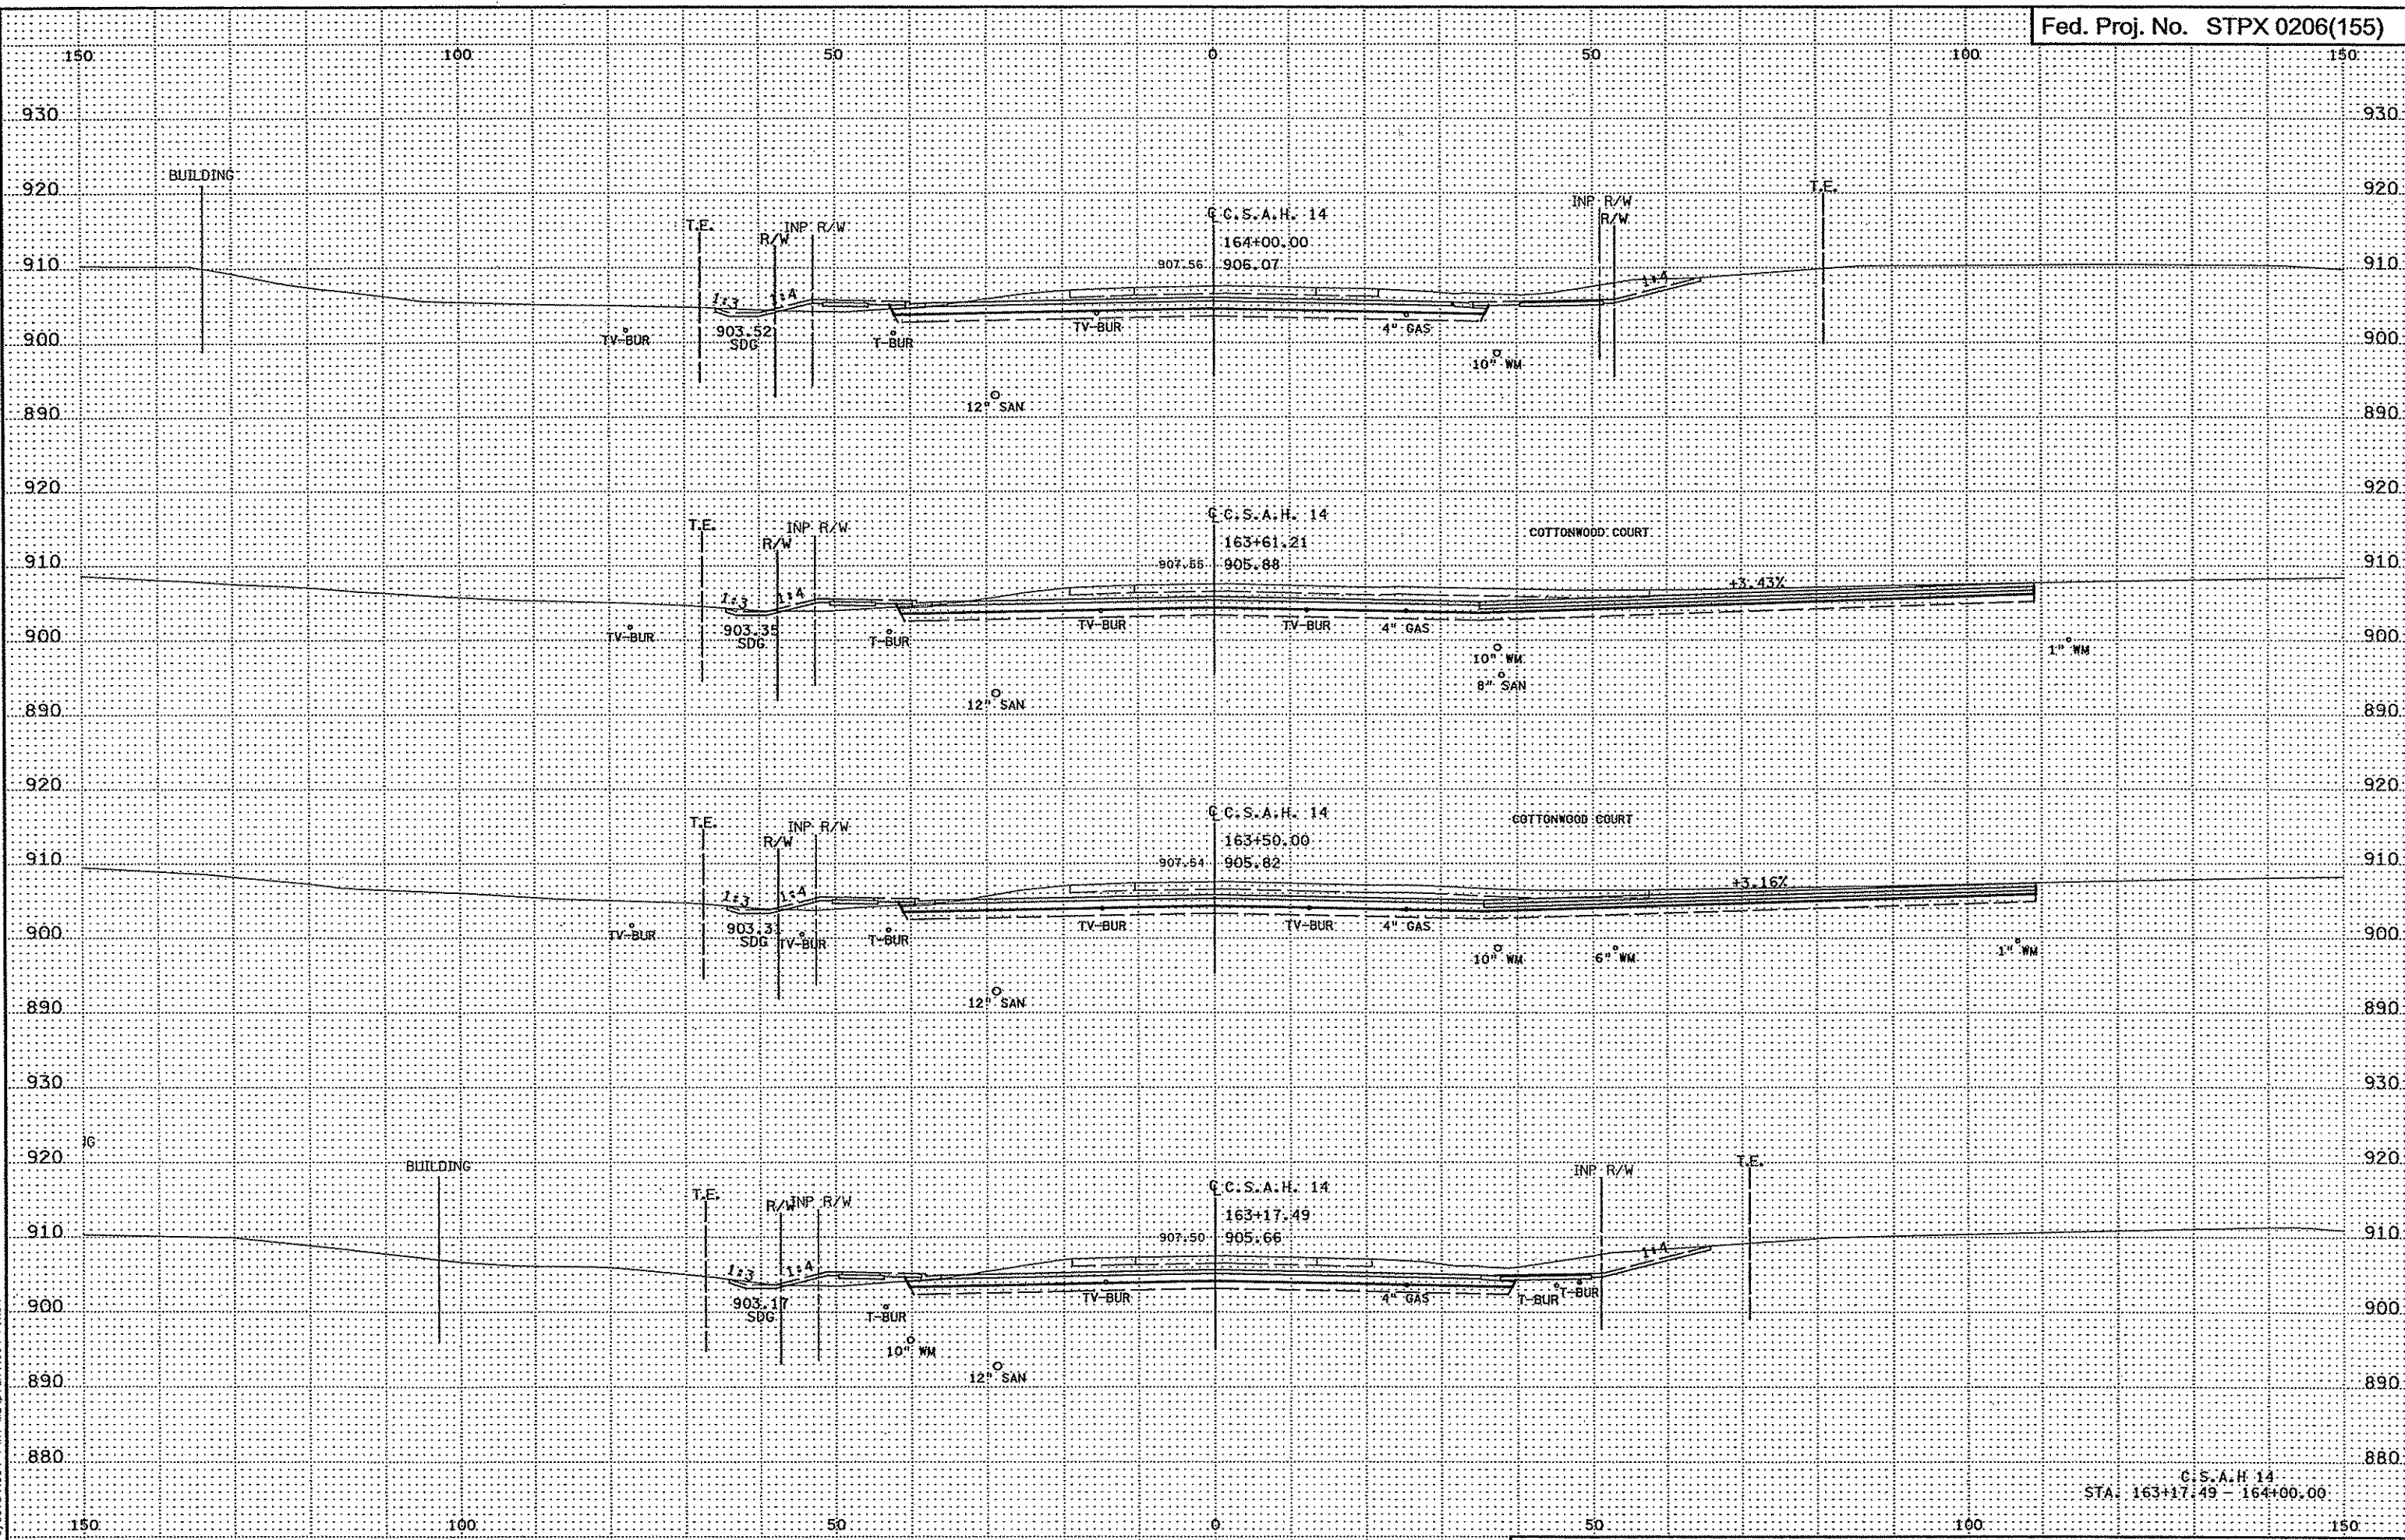 Fed. Proj. No. STPX 0206(155)
150 100 50 0 50 100 150
930 930
BUILDING
920 T.E. 920
INP R/W
R/W
T.E. INP R/W
R/W
℄ C.S.A.H. 14
164+00.00
910 907.56 906.07 910
1:3 1:4 1:4
903.52
SDG
TV-BUR T-BUR TV-BUR 4" GAS
900 900
10" WM
12" SAN
890 890
920 920
T.E. INP R/W
R/W
℄ C.S.A.H. 14
COTTONWOOD COURT
163+61.21
910 907.55 905.88 910
+3.43%
1:3 1:4
903.35
SDG
TV-BUR T-BUR TV-BUR TV-BUR 4" GAS
900 900
10" WM 1" WM
8" SAN
12" SAN
890 890
920 920
T.E. INP R/W
R/W
℄ C.S.A.H. 14
COTTONWOOD COURT
163+50.00
910 907.54 905.82 910
+3.16%
1:3 1:4
903.31
SDG
TV-BUR TV-BUR T-BUR TV-BUR TV-BUR 4" GAS
900 900
10" WM 6" WM 1" WM
12" SAN
890 890
930 930
NG
920 920
BUILDING INP R/W T.E.
T.E. R/W INP R/W
℄ C.S.A.H. 14
163+17.49
910 907.50 905.66 910
1:3 1:4 1:4
903.17
SDG
T-BUR TV-BUR 4" GAS T-BUR T-BUR
900 900
10" WM
12" SAN
890 890
880 880
C.S.A.H 14
STA. 163+17.49 - 164+00.00
150 100 50 0 50 100 150